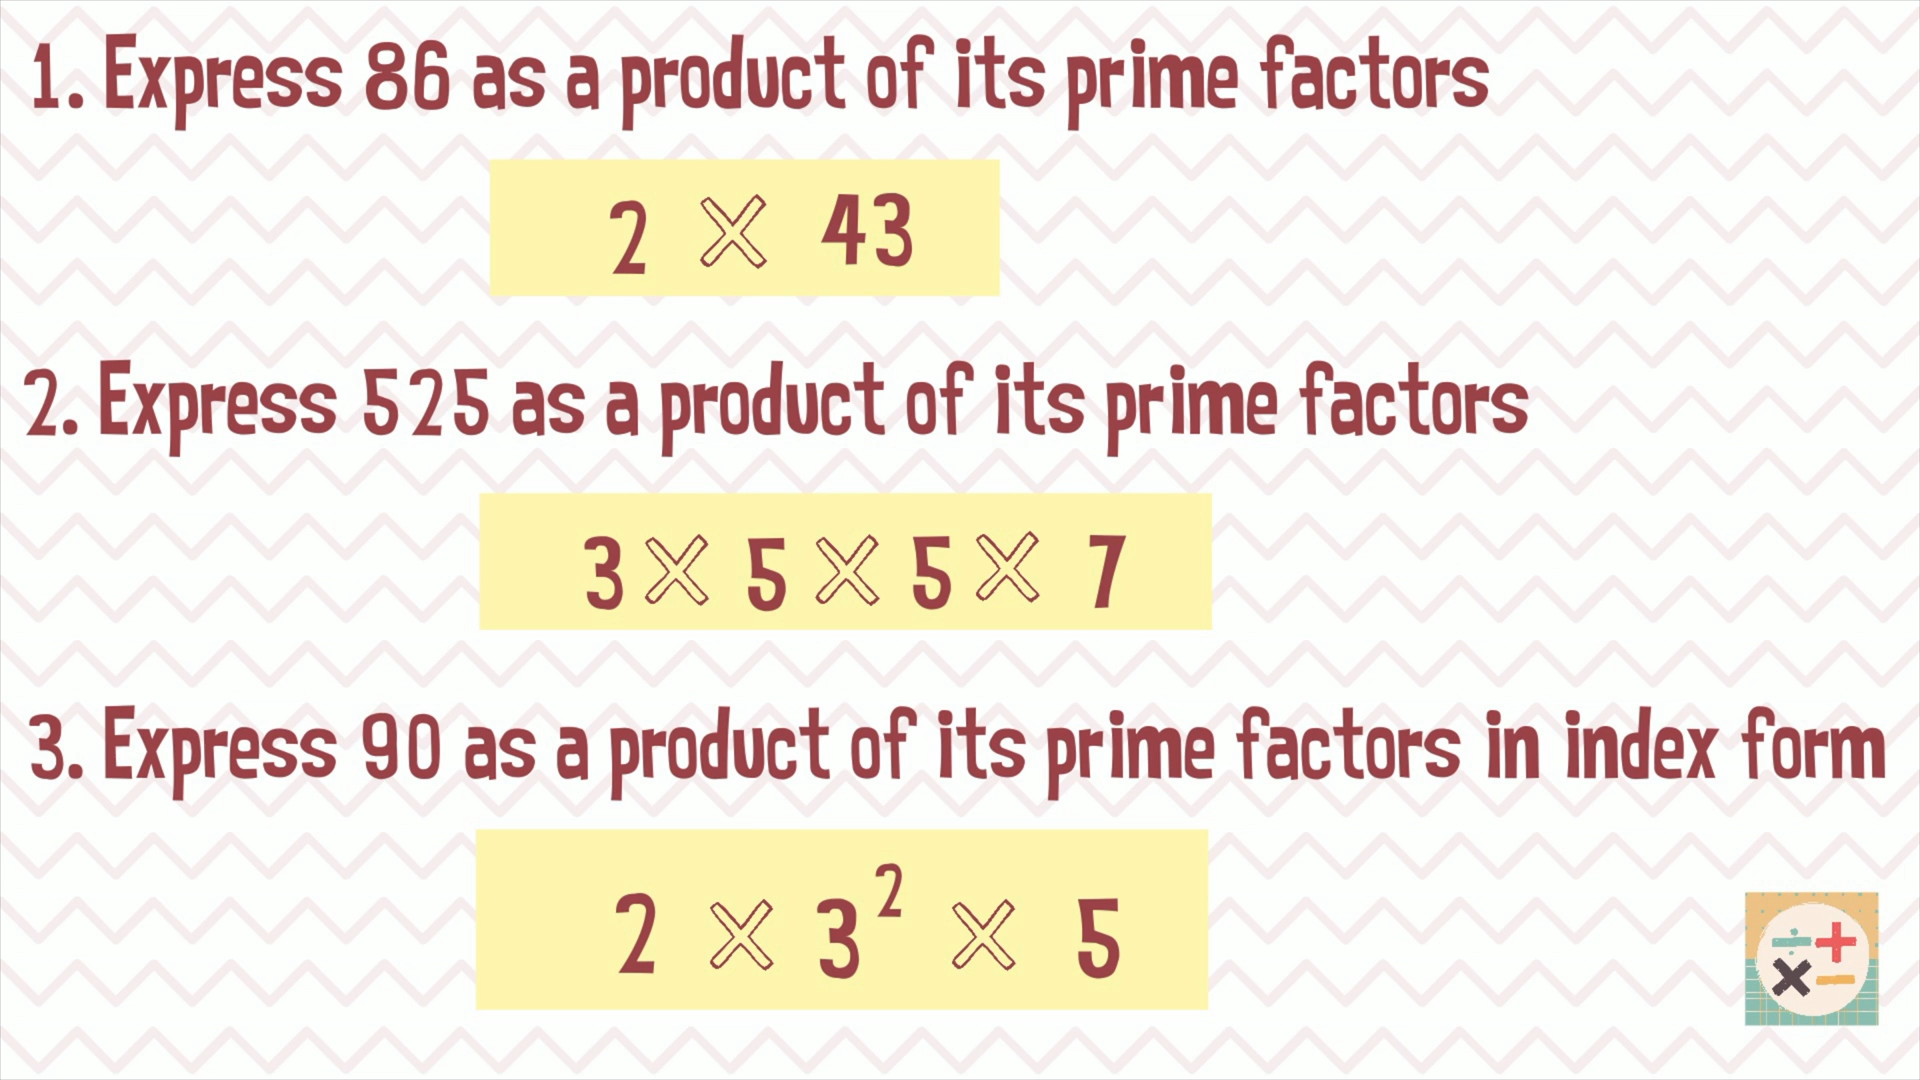 1. Express 86 as a product of its prime factors
2 × 43
2. Express 525 as a product of its prime factors
3 × 5 × 5 × 7
3. Express 90 as a product of its prime factors in index form
2 × 3² × 5
÷ +
× −